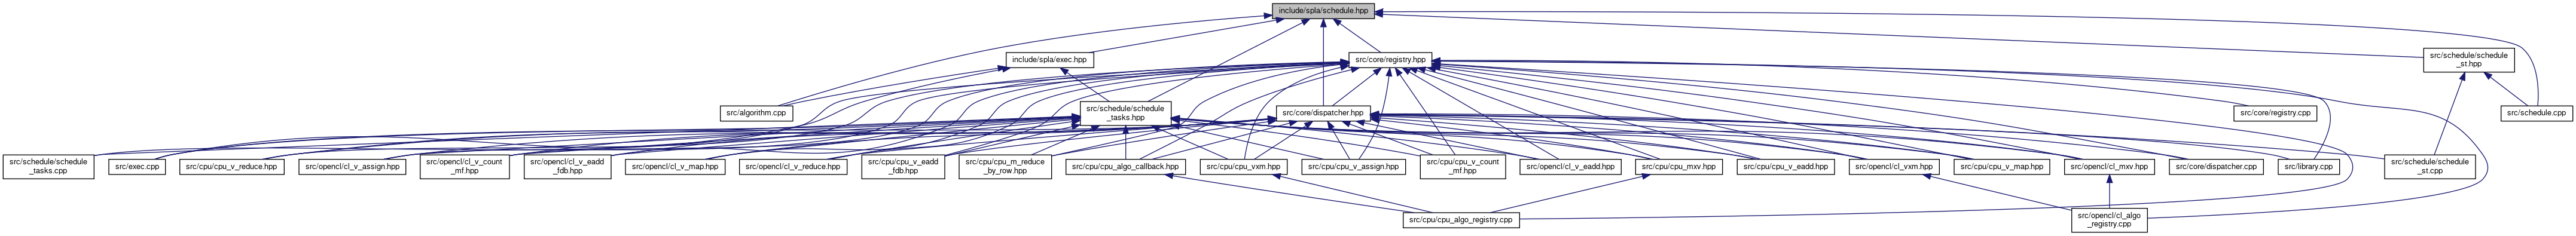 include/spla/schedule.hpp
include/spla/exec.hpp
src/core/registry.hpp
src/schedule/schedule
_st.hpp
src/algorithm.cpp
src/schedule/schedule
_tasks.hpp
src/core/dispatcher.hpp
src/core/registry.cpp
src/schedule.cpp
src/schedule/schedule
_tasks.cpp
src/exec.cpp
src/cpu/cpu_v_reduce.hpp
src/opencl/cl_v_assign.hpp
src/opencl/cl_v_count
_mf.hpp
src/opencl/cl_v_eadd
_fdb.hpp
src/opencl/cl_v_map.hpp
src/opencl/cl_v_reduce.hpp
src/cpu/cpu_v_eadd
_fdb.hpp
src/cpu/cpu_m_reduce
_by_row.hpp
src/cpu/cpu_algo_callback.hpp
src/cpu/cpu_vxm.hpp
src/cpu/cpu_v_assign.hpp
src/cpu/cpu_v_count
_mf.hpp
src/opencl/cl_v_eadd.hpp
src/cpu/cpu_mxv.hpp
src/cpu/cpu_v_eadd.hpp
src/opencl/cl_vxm.hpp
src/cpu/cpu_v_map.hpp
src/opencl/cl_mxv.hpp
src/core/dispatcher.cpp
src/library.cpp
src/schedule/schedule
_st.cpp
src/cpu/cpu_algo_registry.cpp
src/opencl/cl_algo
_registry.cpp